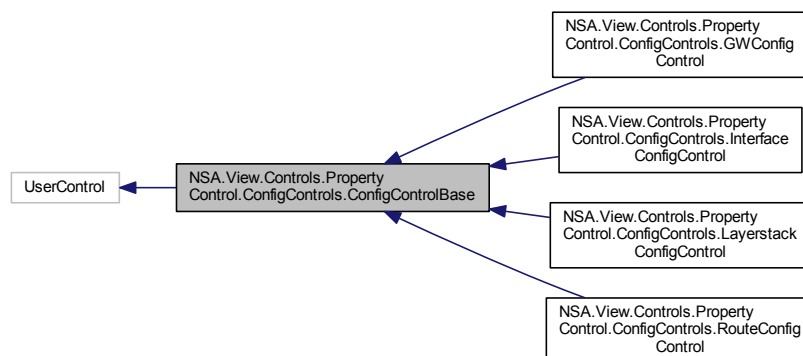 UserControl
NSA.View.Controls.Property
Control.ConfigControls.ConfigControlBase
NSA.View.Controls.Property
Control.ConfigControls.GWConfig
Control
NSA.View.Controls.Property
Control.ConfigControls.Interface
ConfigControl
NSA.View.Controls.Property
Control.ConfigControls.Layerstack
ConfigControl
NSA.View.Controls.Property
Control.ConfigControls.RouteConfig
Control